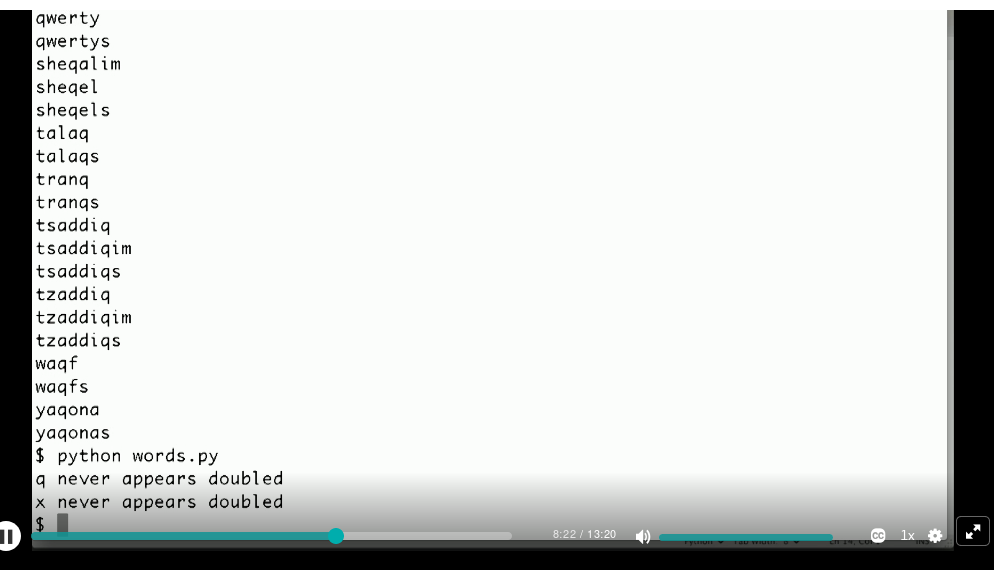 qwerty
qwertys
sheqalim
sheqel
sheqels
talaq
talaqs
tranq
tranqs
tsaddiq
tsaddiqim
tsaddiqs
tzaddiq
tzaddiqim
tzaddiqs
waqf
waqfs
yaqona
yaqonas
$ python words.py
q never appears doubled
x never appears doubled
$
8:22 / 13:20
CC
1x